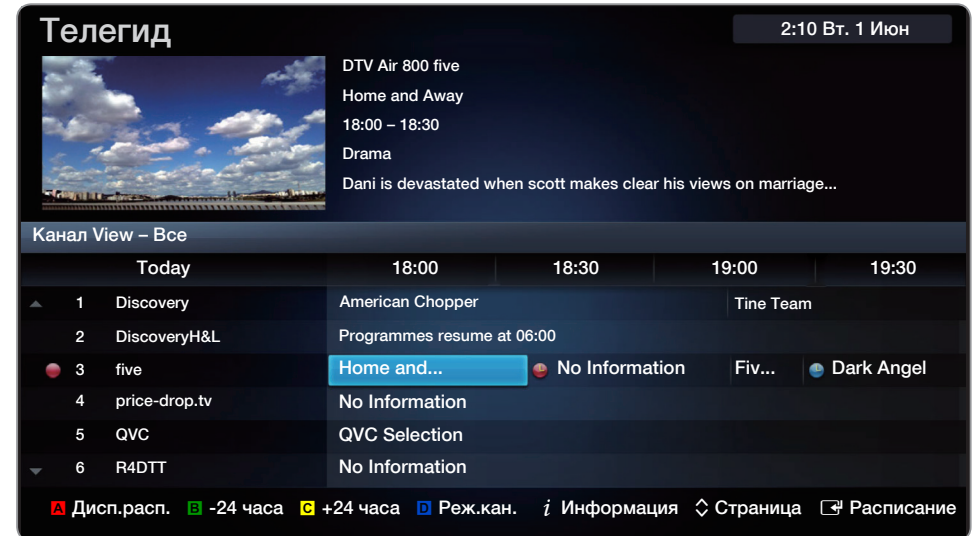 Телегид
2:10 Вт. 1 Июн
DTV Air 800 five
Home and Away
18:00 – 18:30
Drama
Dani is devastated when scott makes clear his views on marriage...
Канал View – Все
Today 18:00 18:30 19:00 19:30
1 Discovery American Chopper Tine Team
2 DiscoveryH&L Programmes resume at 06:00
3 five Home and... No Information Fiv... Dark Angel
4 price-drop.tv No Information
5 QVC QVC Selection
6 R4DTT No Information
A Дисп.расп. B -24 часа C +24 часа D Реж.кан. i Информация Страница Расписание